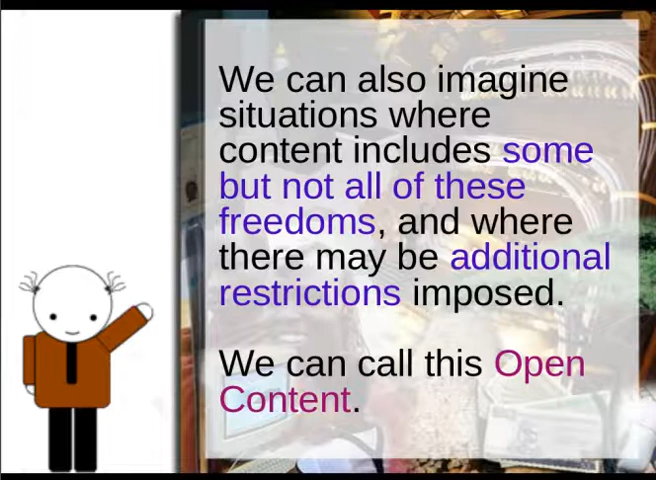 We can also imagine
situations where
content includes some
but not all of these
freedoms, and where
there may be additional
restrictions imposed.
We can call this Open
Content.